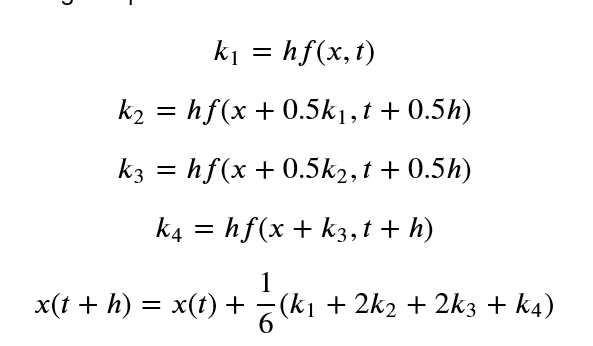 k₁ = hf(x, t)
k₂ = hf(x + 0.5k₁, t + 0.5h)
k₃ = hf(x + 0.5k₂, t + 0.5h)
k₄ = hf(x + k₃, t + h)
x(t + h) = x(t) + 1/6(k₁ + 2k₂ + 2k₃ + k₄)